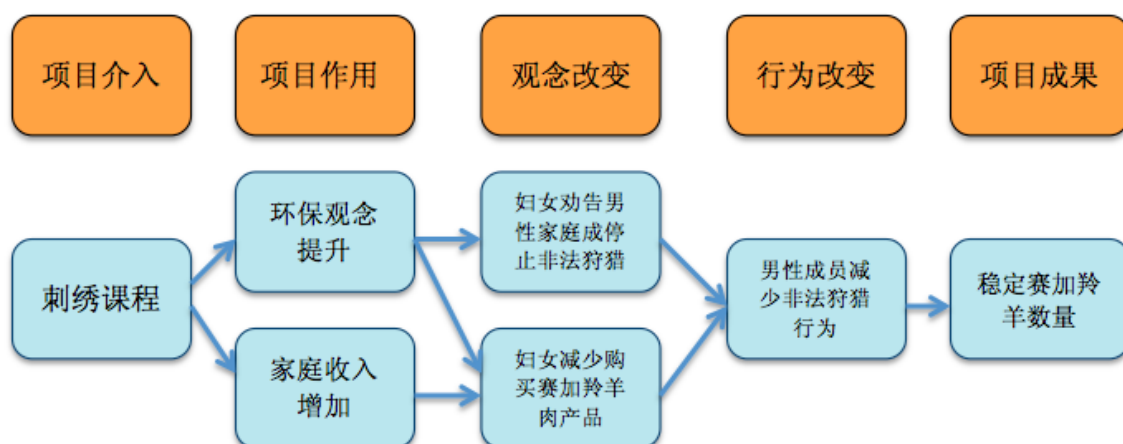 项目介入
项目作用
观念改变
行为改变
项目成果
刺绣课程
环保观念
提升
家庭收入
增加
妇女劝告男
性家庭成停
止非法狩猎
妇女减少购
买赛加羚羊
肉产品
男性成员减
少非法狩猎
行为
稳定赛加羚
羊数量